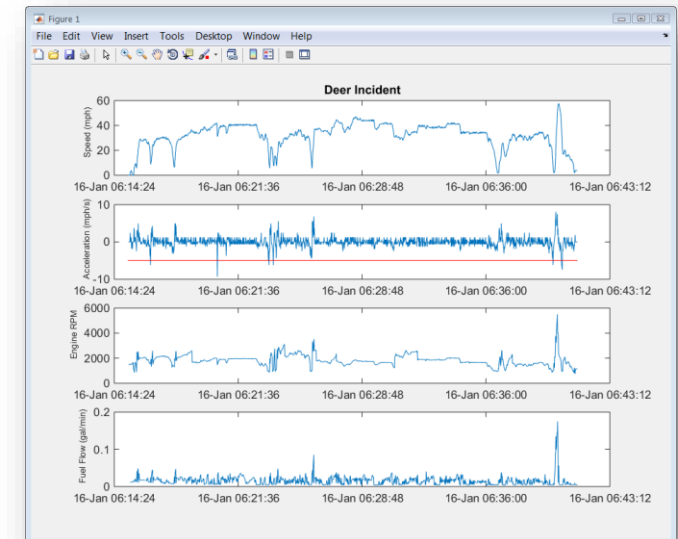 Figure 1
File Edit View Insert Tools Desktop Window Help
Deer Incident
Speed (mph)
60
40
20
0
16-Jan 06:14:24 16-Jan 06:21:36 16-Jan 06:28:48 16-Jan 06:36:00 16-Jan 06:43:12
Acceleration (mph/s)
10
0
-10
16-Jan 06:14:24 16-Jan 06:21:36 16-Jan 06:28:48 16-Jan 06:36:00 16-Jan 06:43:12
Engine RPM
6000
4000
2000
0
16-Jan 06:14:24 16-Jan 06:21:36 16-Jan 06:28:48 16-Jan 06:36:00 16-Jan 06:43:12
Fuel Flow (gal/min)
0.2
0.1
0
16-Jan 06:14:24 16-Jan 06:21:36 16-Jan 06:28:48 16-Jan 06:36:00 16-Jan 06:43:12